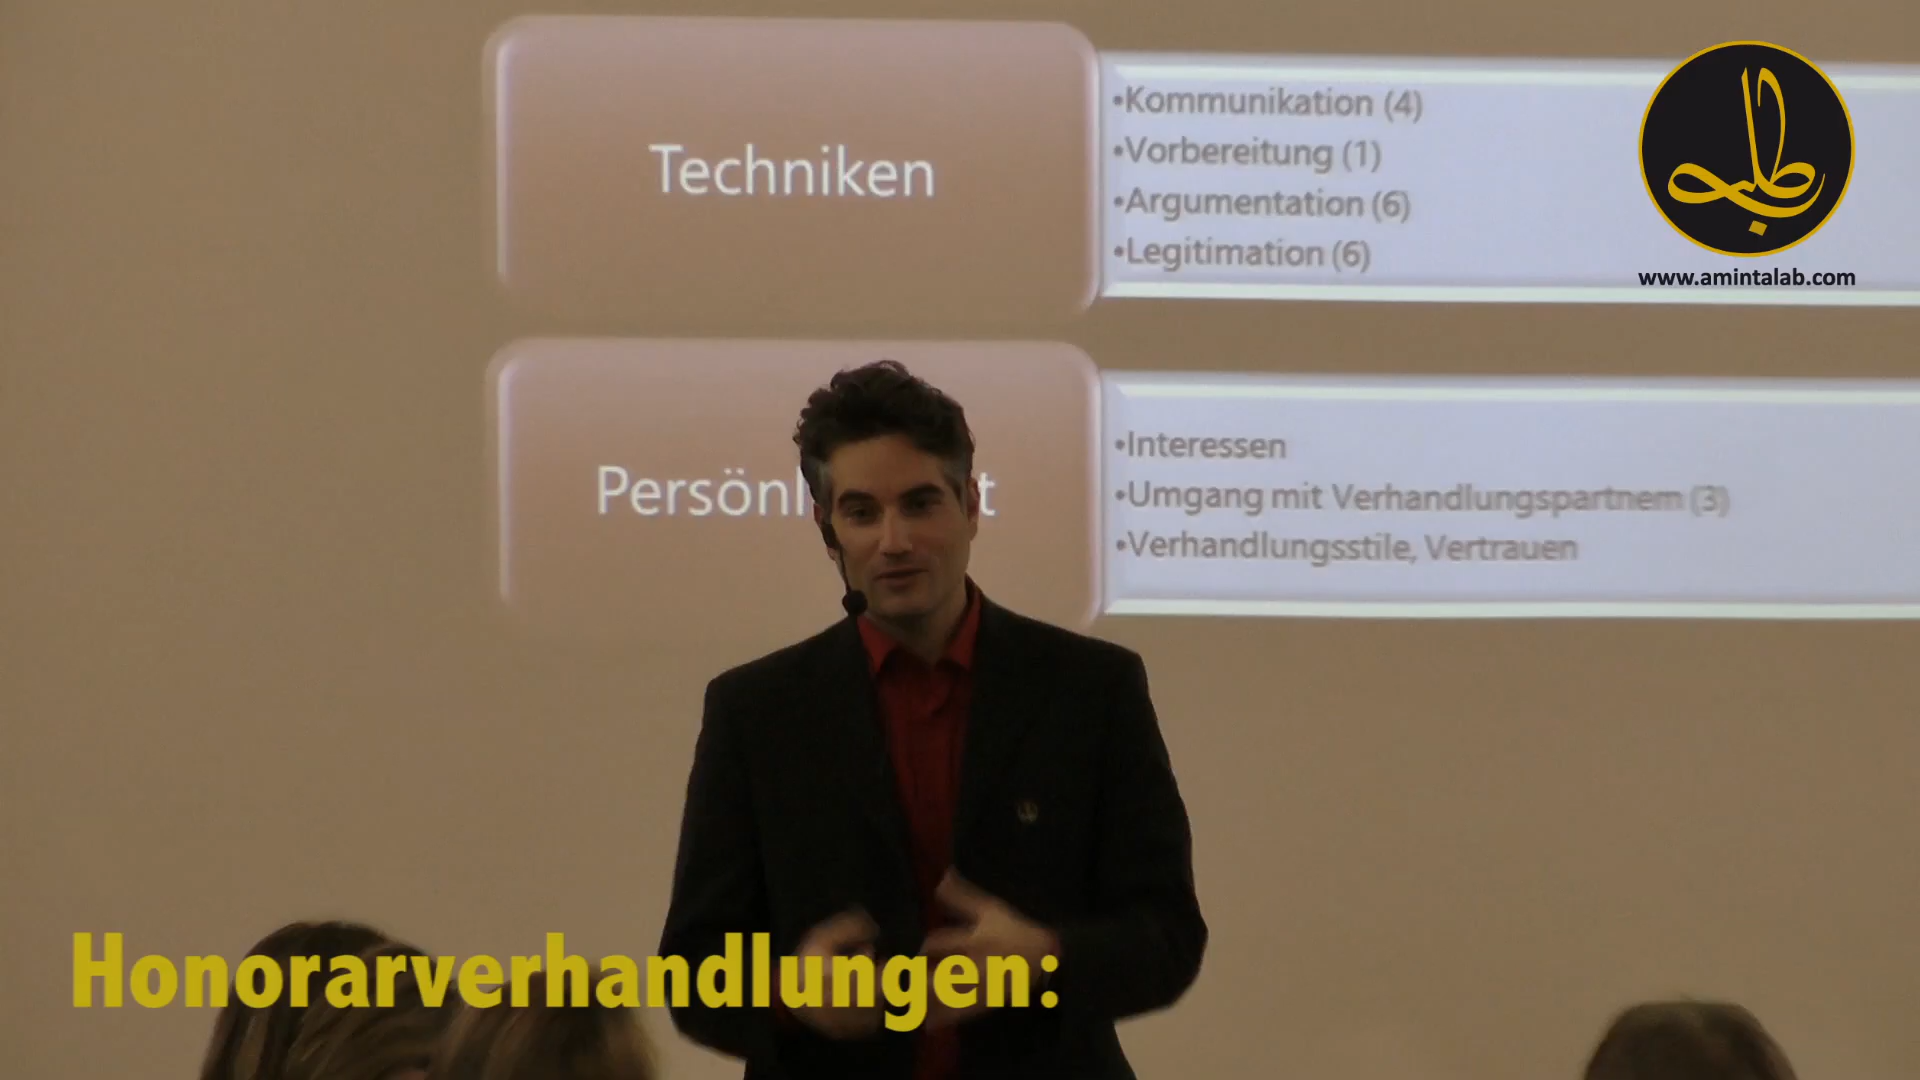 Techniken
•Kommunikation (4)
•Vorbereitung (1)
•Argumentation (6)
•Legitimation (6)
www.amintalab.com
•Interessen
•Umgang mit Verhandlungspartnern (3)
•Verhandlungsstile, Vertrauen
Honorarverhandlungen: